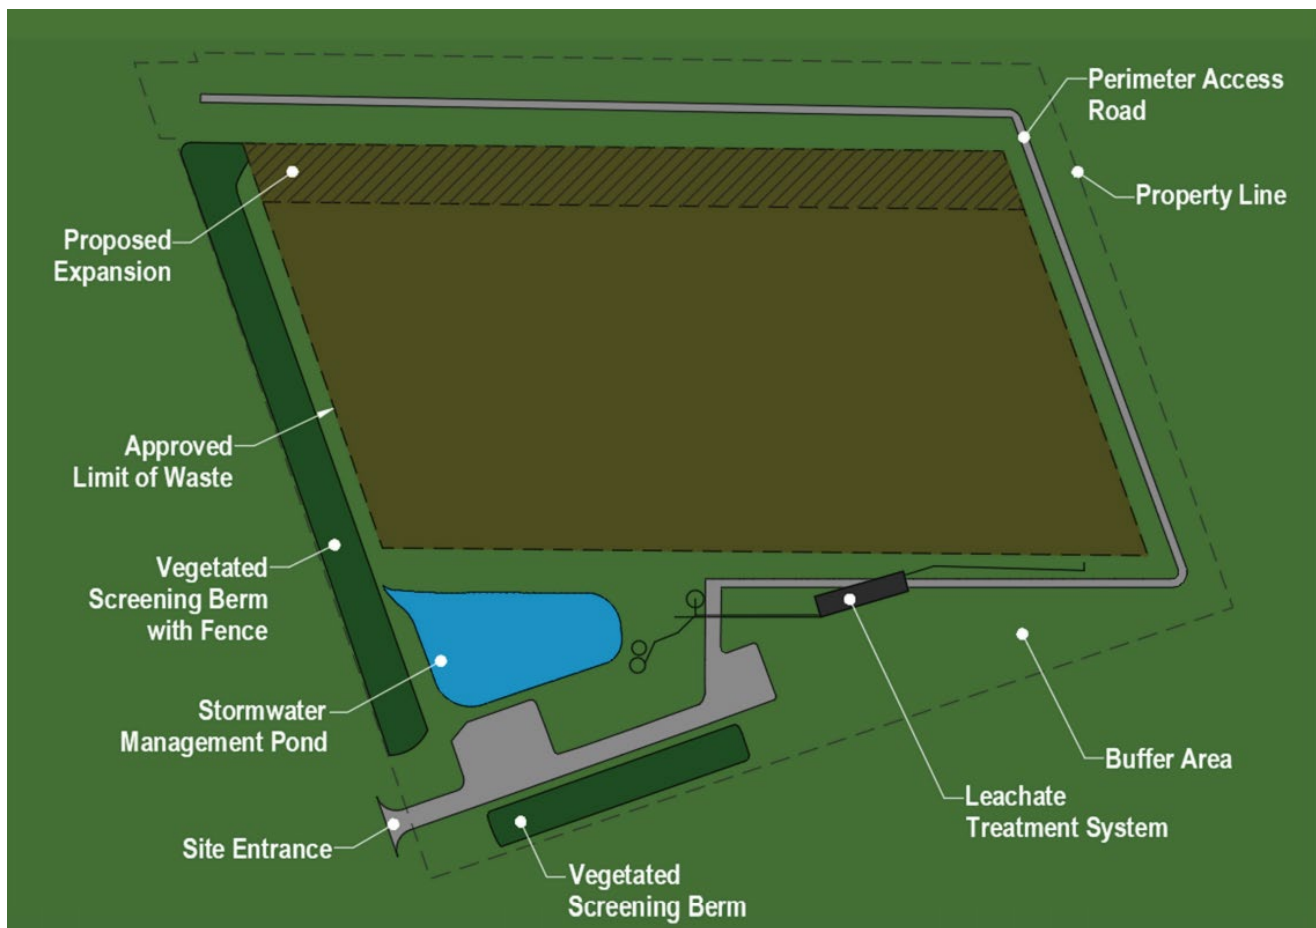 Perimeter Access
Road
Property Line
Proposed
Expansion
Approved
Limit of Waste
Vegetated
Screening Berm
with Fence
Stormwater
Management Pond
Buffer Area
Leachate
Treatment System
Site Entrance
Vegetated
Screening Berm